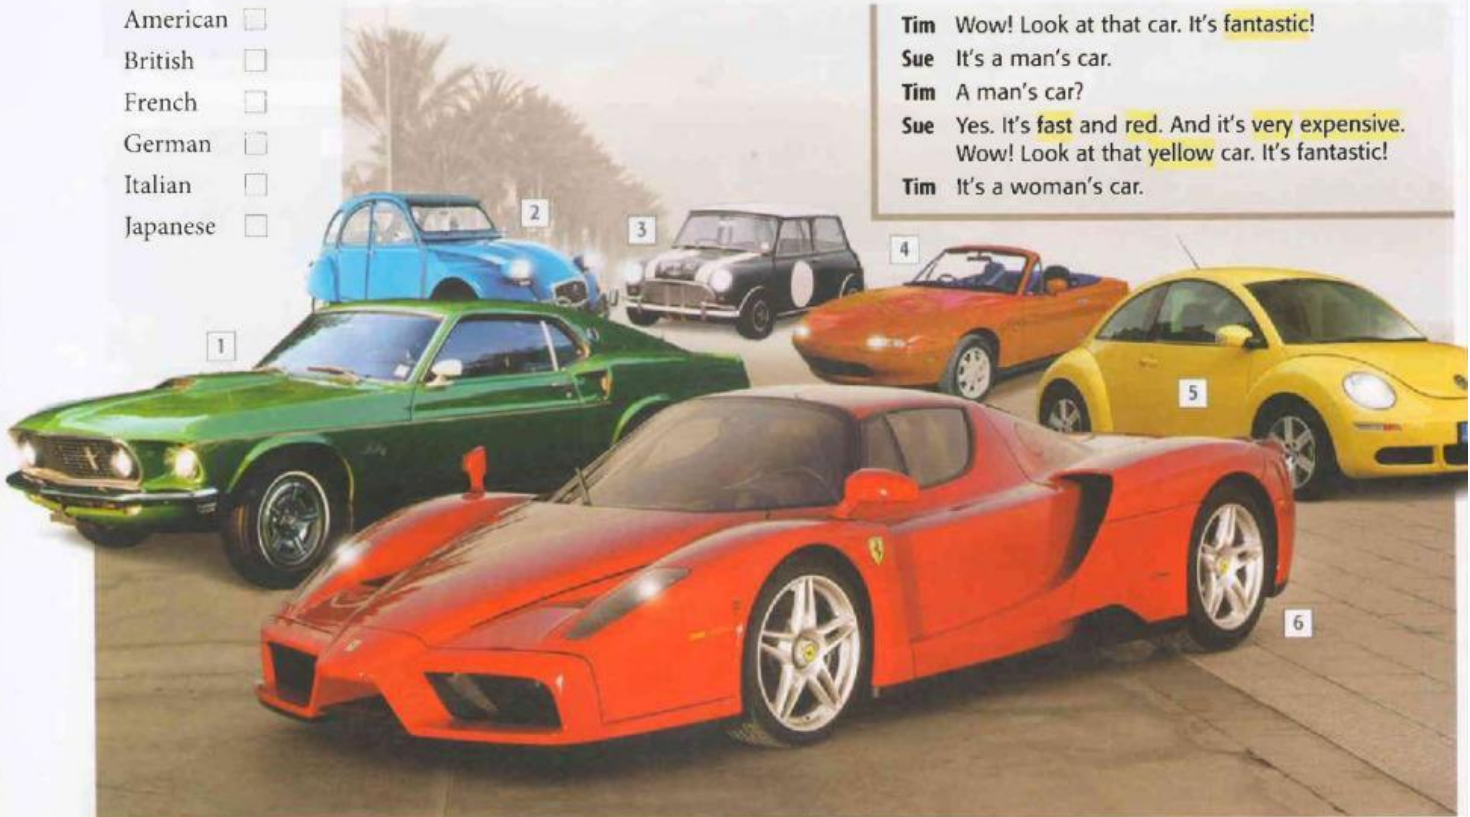 American
British
French
German
Italian
Japanese
Tim Wow! Look at that car. It's fantastic!
Sue It's a man's car.
Tim A man's car?
Sue Yes. It's fast and red. And it's very expensive.
Wow! Look at that yellow car. It's fantastic!
Tim It's a woman's car.
1
2
3
4
5
6